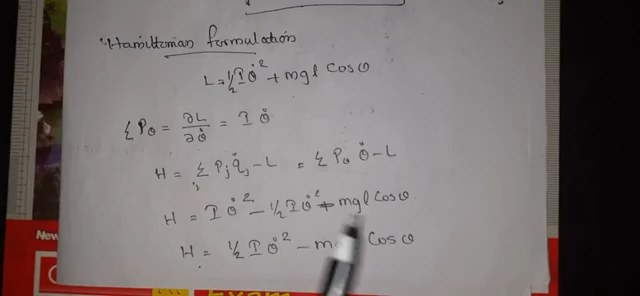 Hamiltonian formulation
L = ½ I θ̇² + mgl Cos θ
Σ Pθ = ∂L/∂θ̇ = I θ̇
H = Σ Pj q̇j - L = Σ Pθ θ̇ - L
j
H = I θ̇² - ½ I θ̇² - mgl Cos θ
H = ½ I θ̇² - m Cos θ
New